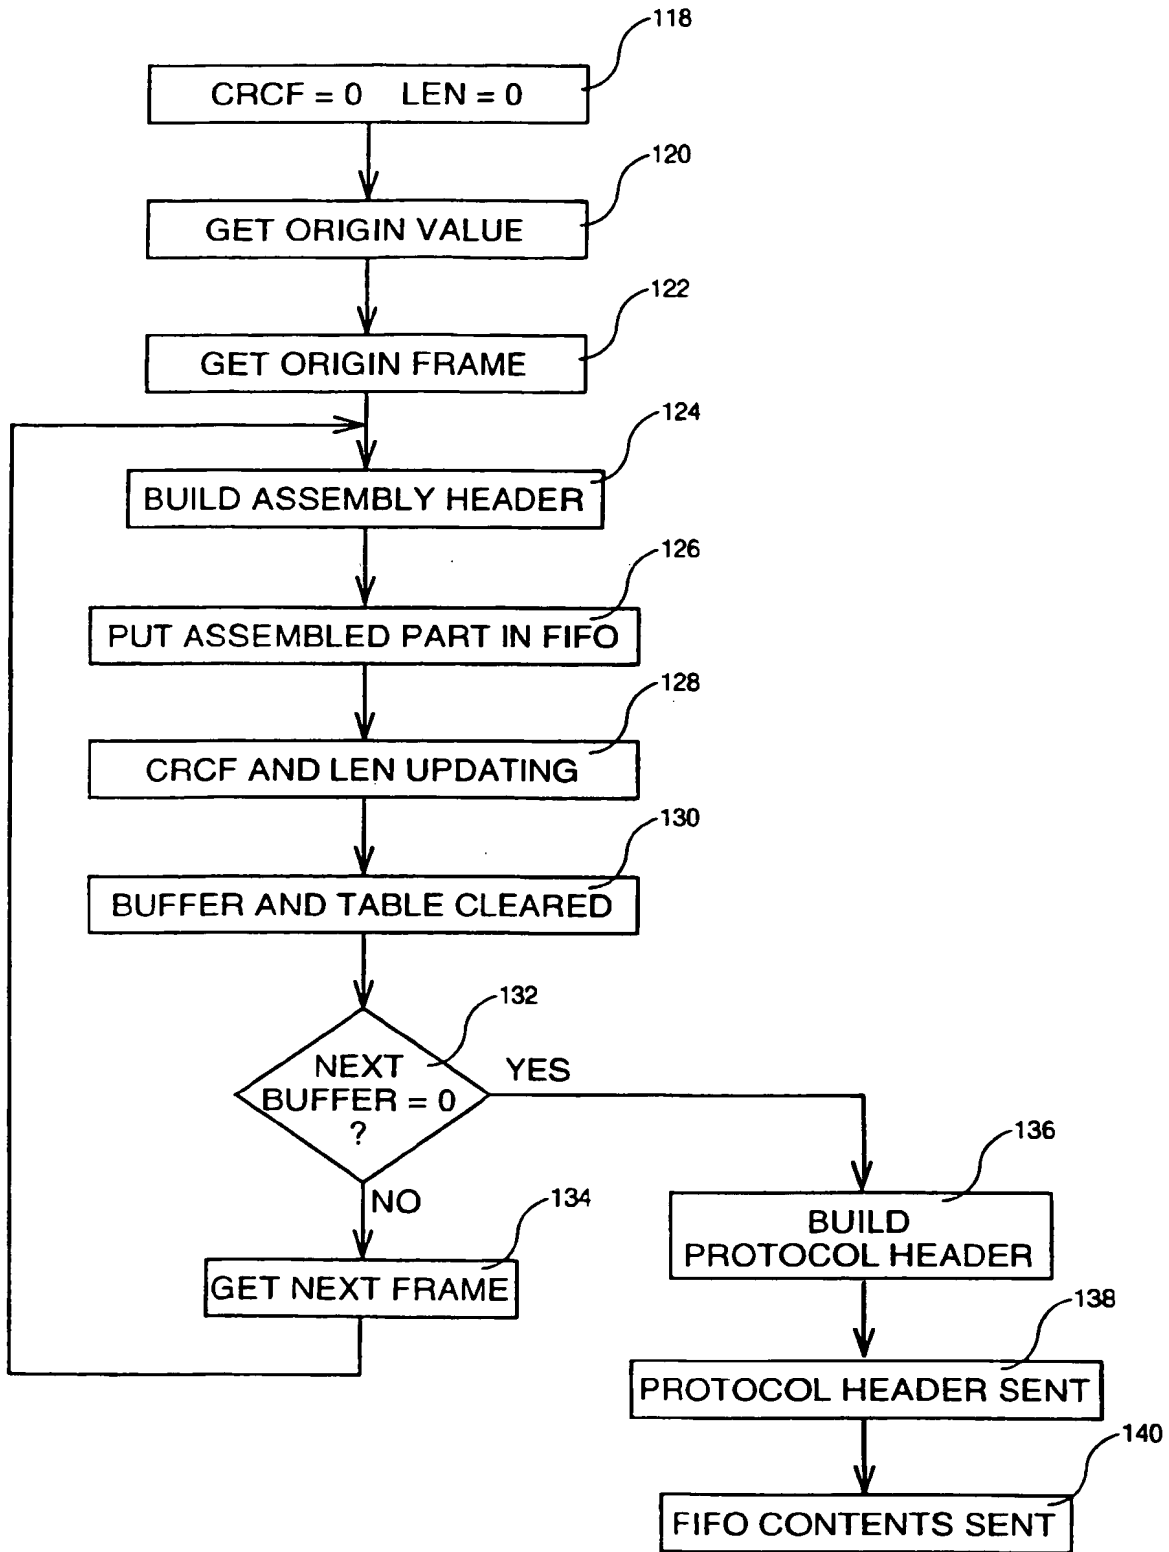 118
CRCF = 0 LEN = 0
120
GET ORIGIN VALUE
122
GET ORIGIN FRAME
124
BUILD ASSEMBLY HEADER
126
PUT ASSEMBLED PART IN FIFO
128
CRCF AND LEN UPDATING
130
BUFFER AND TABLE CLEARED
132
NEXT
BUFFER = 0
?
YES
NO
134
GET NEXT FRAME
136
BUILD
PROTOCOL HEADER
138
PROTOCOL HEADER SENT
140
FIFO CONTENTS SENT